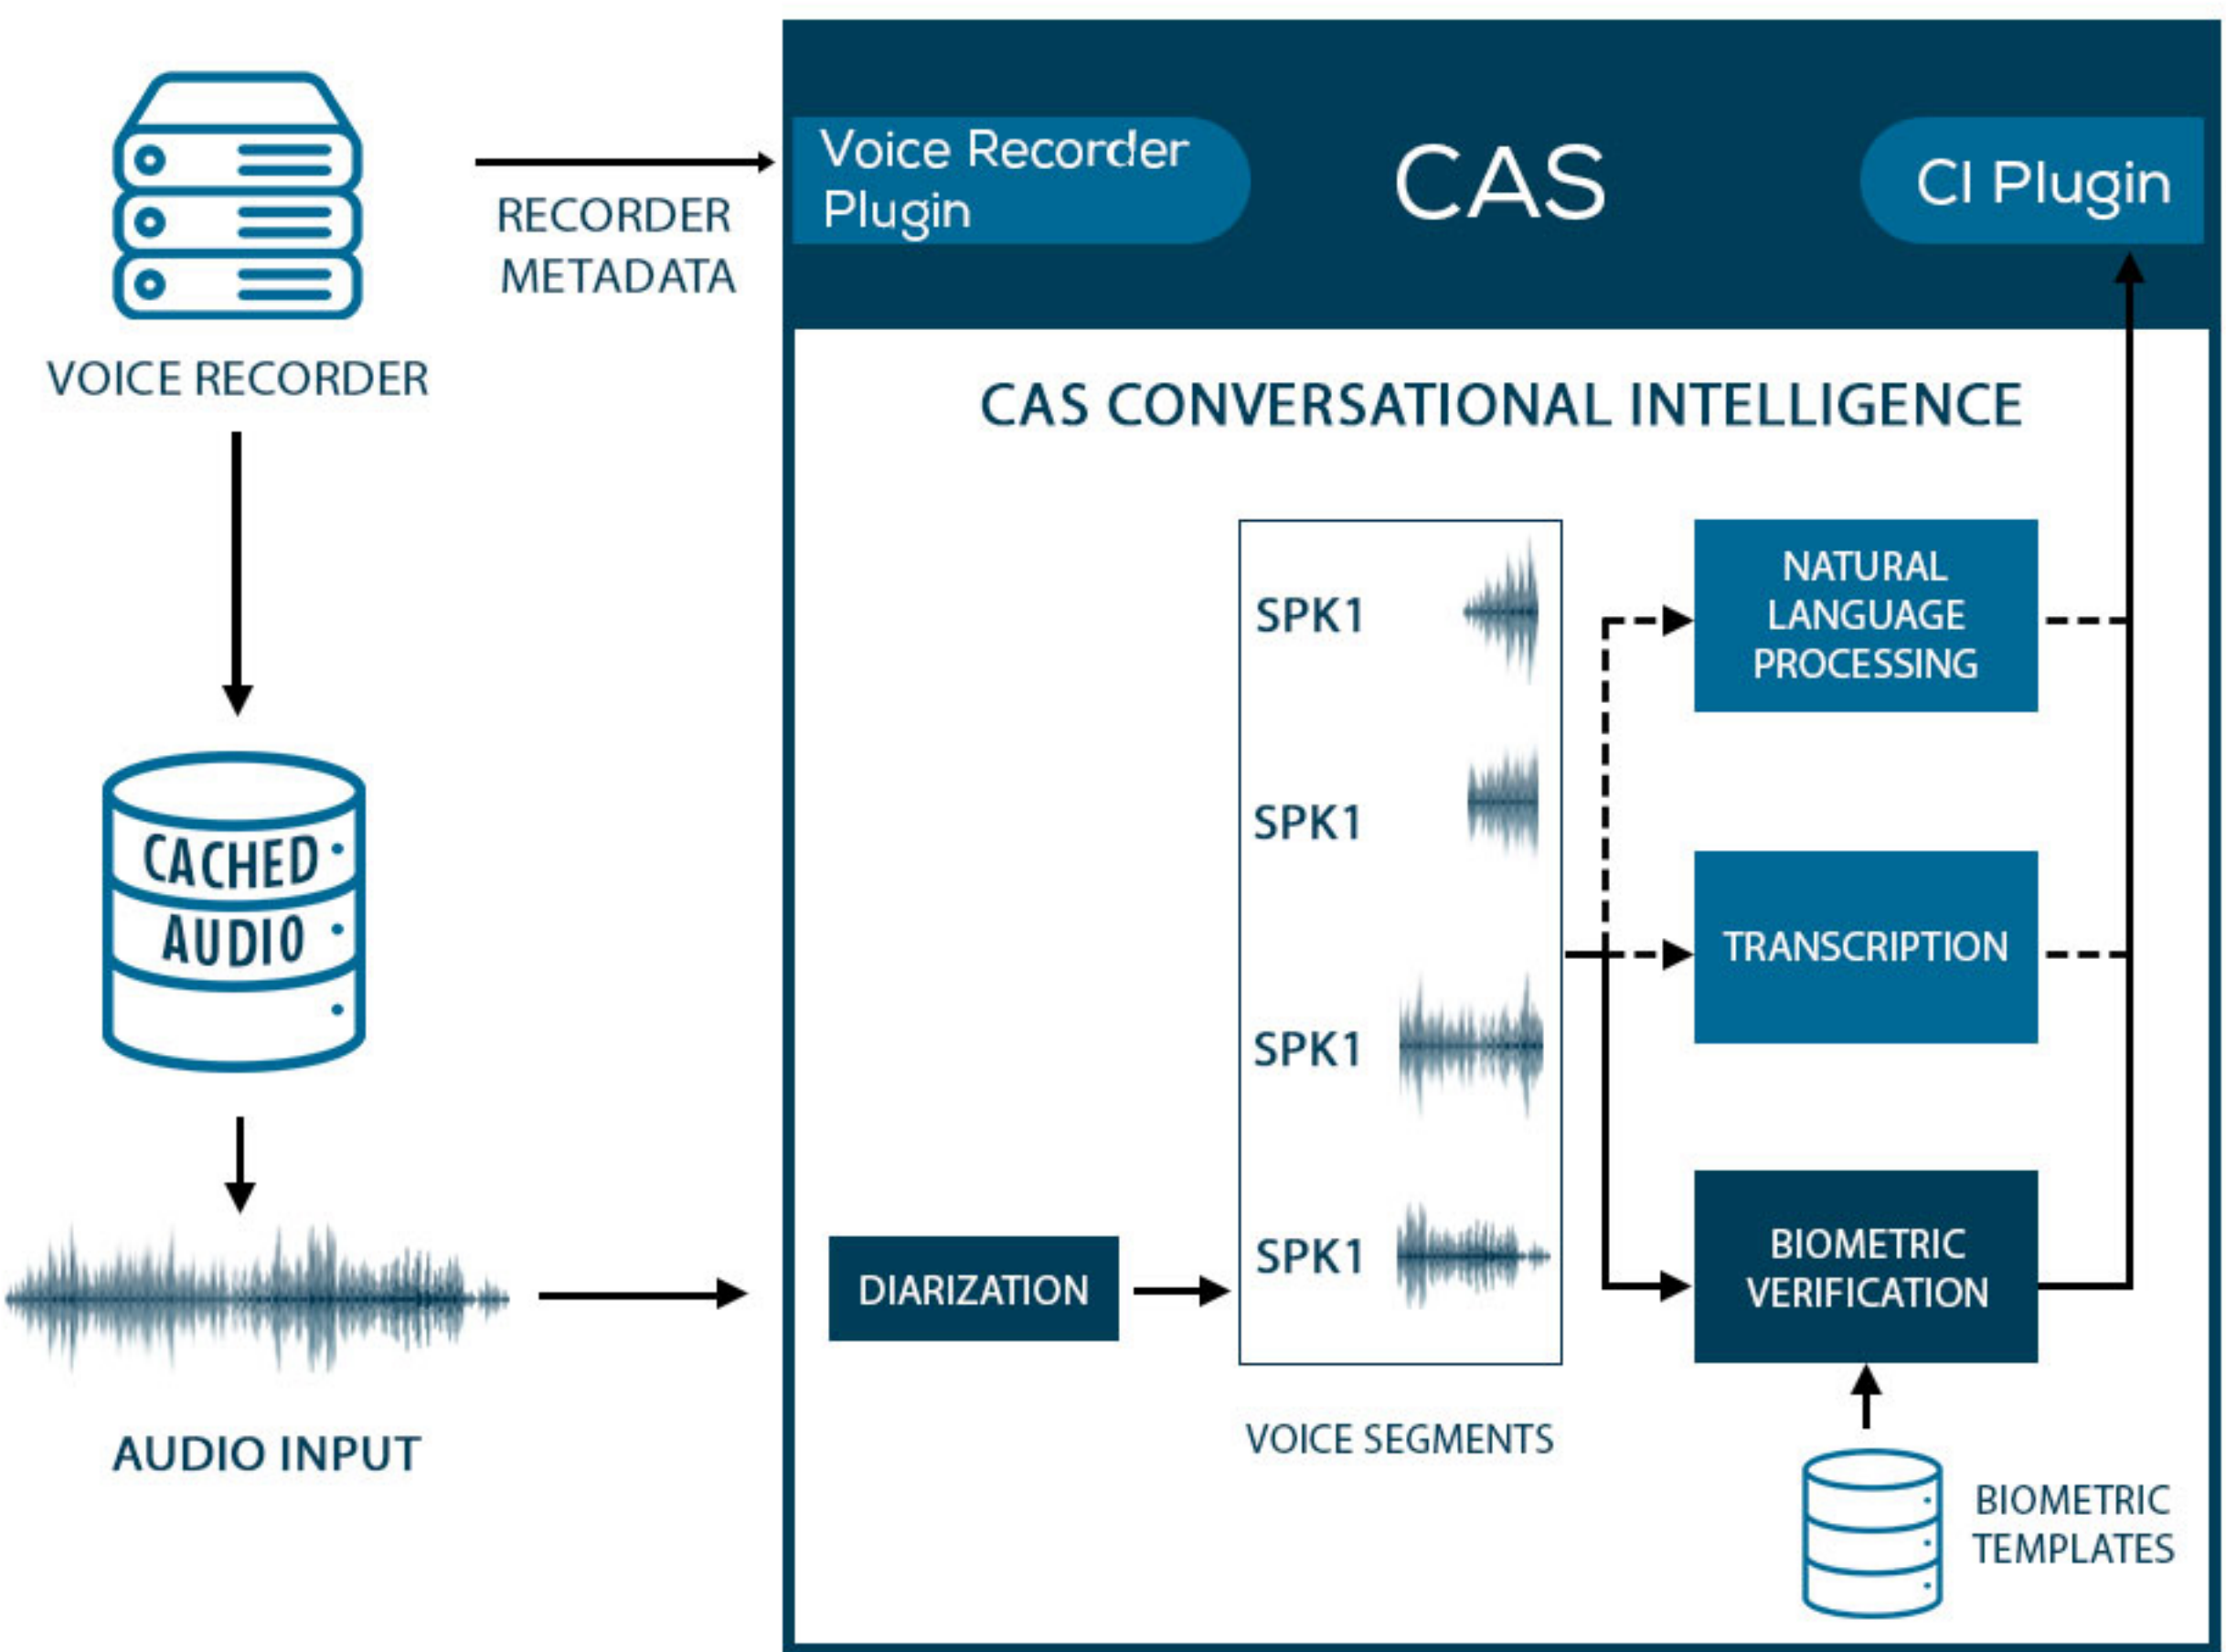 Voice Recorder
Plugin
CAS
CI Plugin
RECORDER
METADATA
VOICE RECORDER
CAS CONVERSATIONAL INTELLIGENCE
SPK1
NATURAL
LANGUAGE
PROCESSING
SPK1
CACHED
AUDIO
TRANSCRIPTION
SPK1
SPK1
DIARIZATION
BIOMETRIC
VERIFICATION
AUDIO INPUT
VOICE SEGMENTS
BIOMETRIC
TEMPLATES